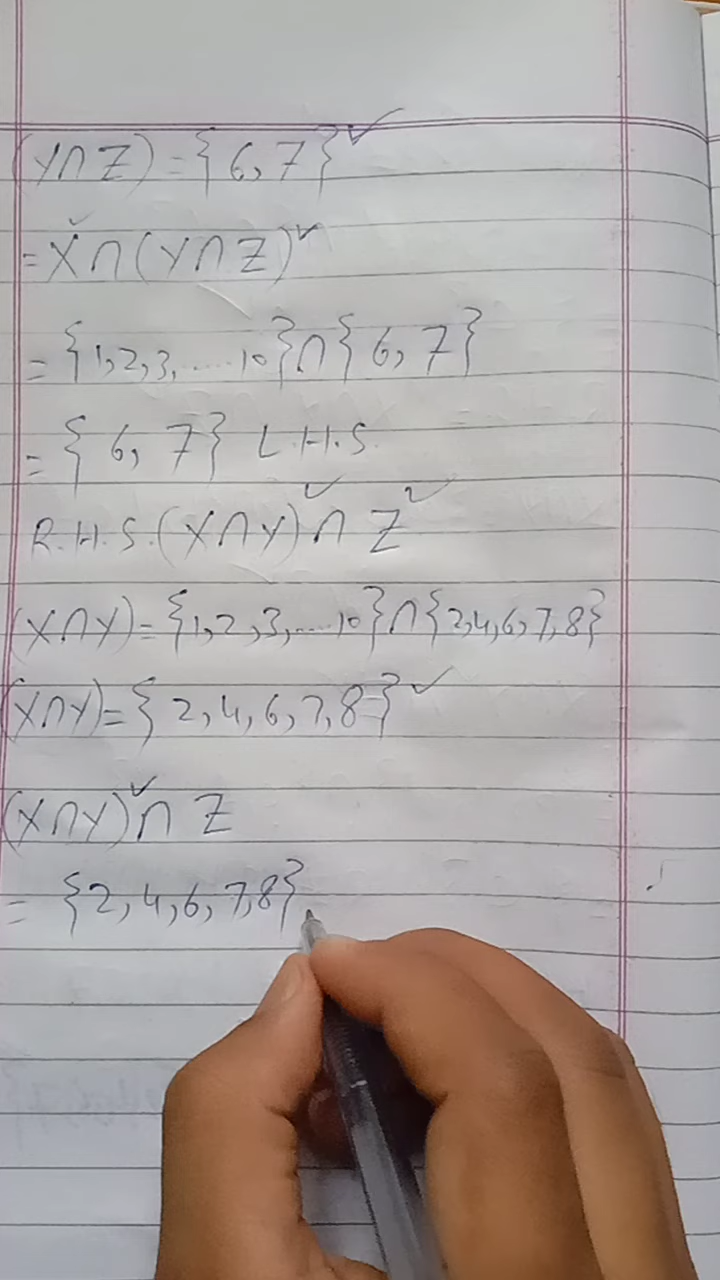 (Y∩Z) = {6,7} ✓
= X∩(Y∩Z)
= {1,2,3,....10}∩{6,7}
= {6,7} L.H.S.
R.H.S.(X∩Y)∩Z
(X∩Y)={1,2,3,....10}∩{2,4,6,7,8}
(X∩Y)={2,4,6,7,8} ✓
(X∩Y)∩Z
= {2,4,6,7,8}